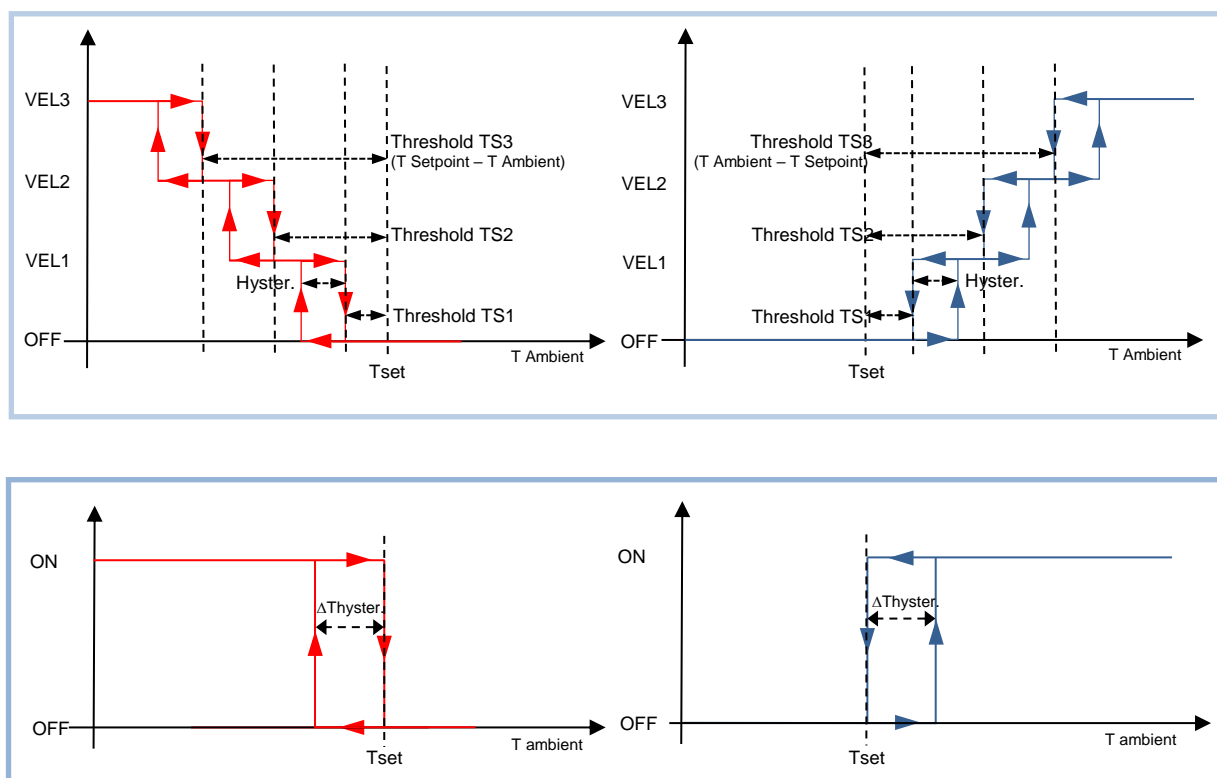 VEL3
Threshold TS3
(T Setpoint – T Ambient)
VEL2
Threshold TS2
VEL1
Hyster.
Threshold TS1
OFF
T Ambient
Tset
VEL3
Threshold TS3
(T Ambient – T Setpoint)
VEL2
Threshold TS2
VEL1
Hyster.
Threshold TS
OFF
T Ambient
Tset
ON
ΔThyster.
OFF
T ambient
Tset
ON
ΔThyster.
OFF
T ambient
Tset